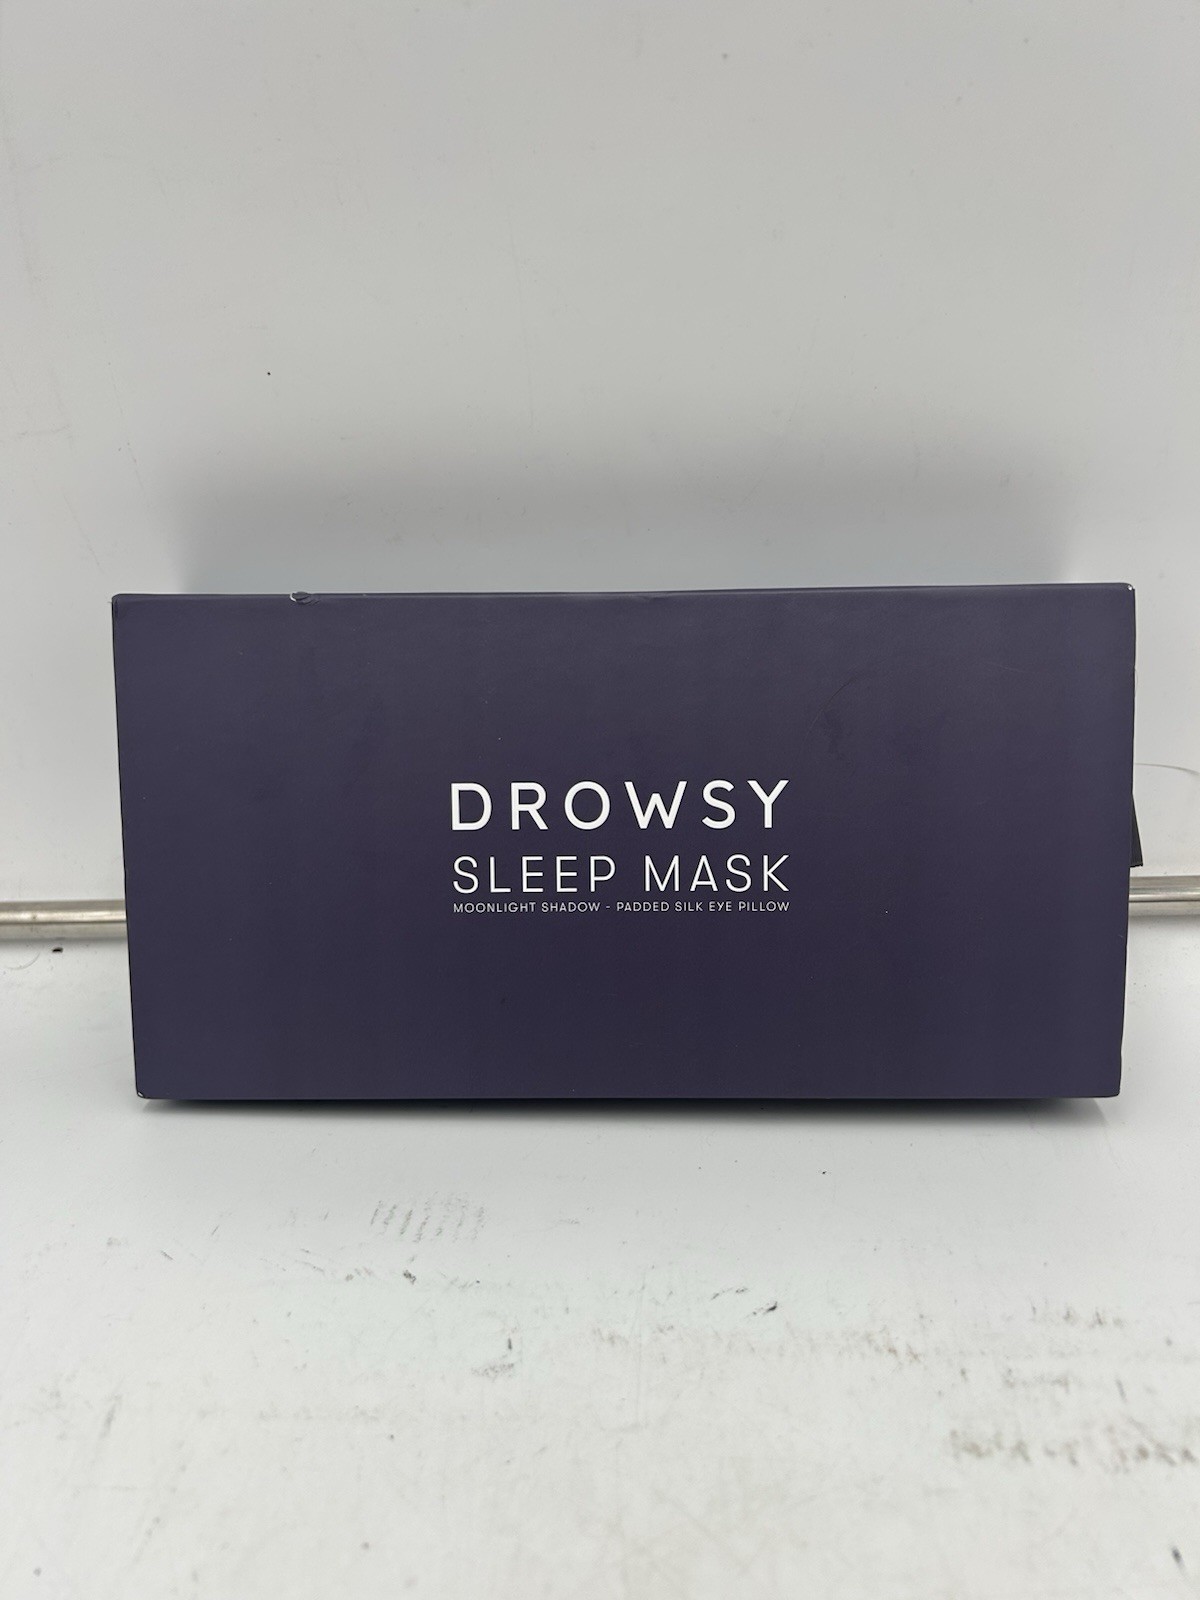 DROWSY
SLEEP MASK
MOONLIGHT SHADOW - PADDED SILK EYE PILLOW